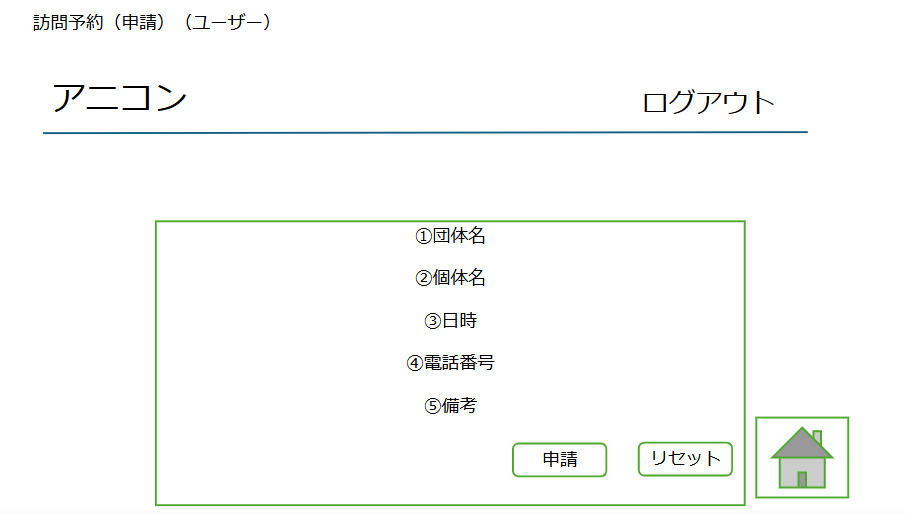 訪問予約（申請）（ユーザー）
アニコン
ログアウト
①団体名
②個体名
③日時
④電話番号
⑤備考
申請
リセット